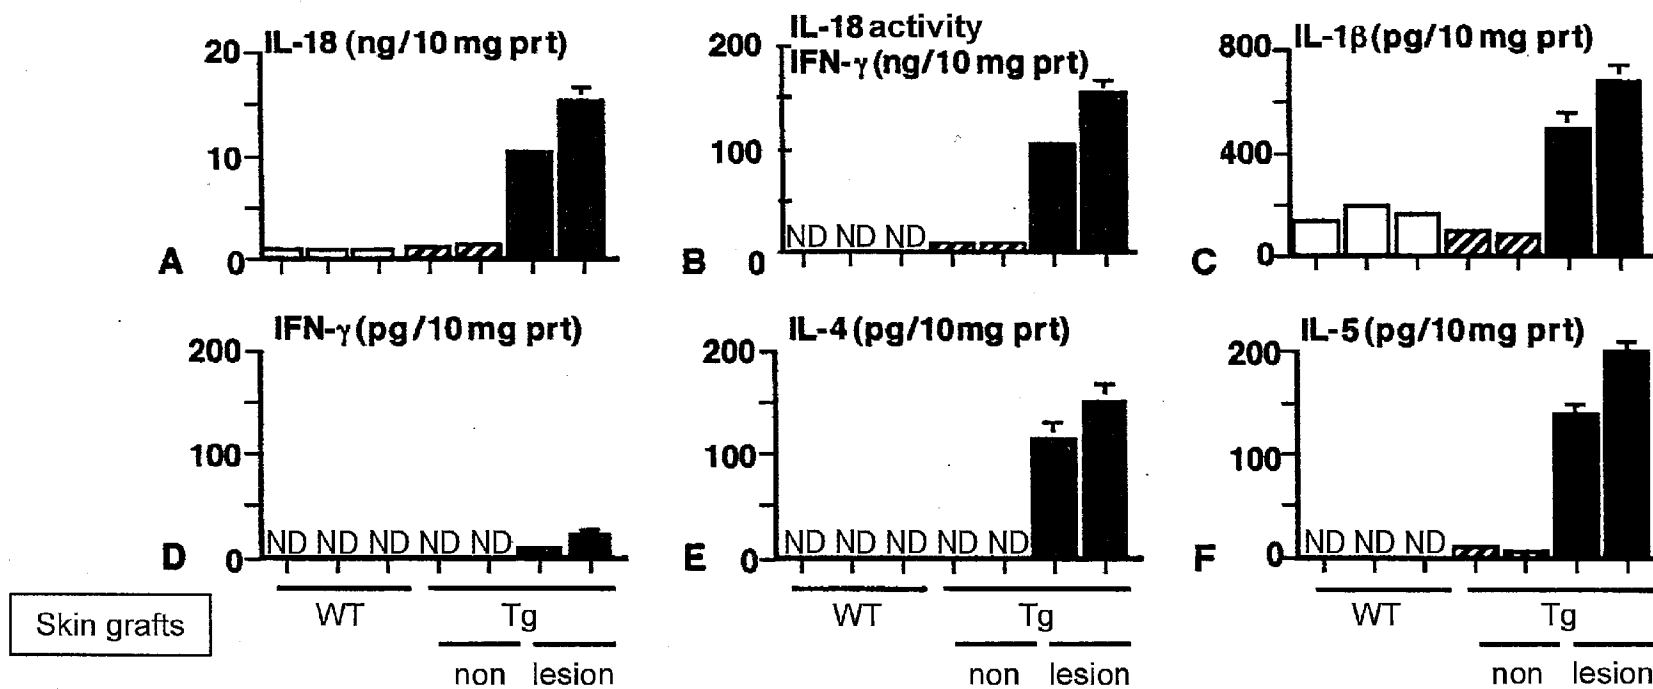 IL-18 (ng/10 mg prt)
20
10
0
A
IL-18 activity
IFN-γ (ng/10 mg prt)
200
100
0
B
ND ND ND
IL-1β (pg/10 mg prt)
800
400
0
C
IFN-γ (pg/10 mg prt)
200
100
0
D
ND ND ND ND ND
IL-4 (pg/10mg prt)
200
100
0
E
ND ND ND ND ND
IL-5 (pg/10mg prt)
200
100
0
F
ND ND ND
Skin grafts
WT Tg
non lesion
WT Tg
non lesion
WT Tg
non lesion